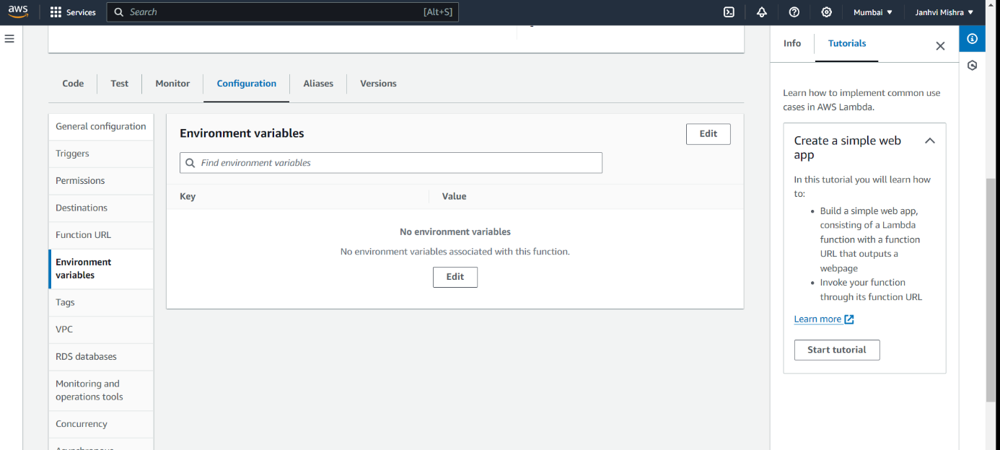 aws
Services
Search
[Alt+S]
Mumbai
Janhvi Mishra
Code
Test
Monitor
Configuration
Aliases
Versions
General configuration
Triggers
Permissions
Destinations
Function URL
Environment
variables
Tags
VPC
RDS databases
Monitoring and
operations tools
Concurrency
Environment variables
Edit
Find environment variables
Key
Value
No environment variables
No environment variables associated with this function.
Edit
Info
Tutorials
Learn how to implement common use
cases in AWS Lambda.
Create a simple web
app
In this tutorial you will learn how
to:
• Build a simple web app,
consisting of a Lambda
function with a function
URL that outputs a
webpage
• Invoke your function
through its function URL
Learn more
Start tutorial